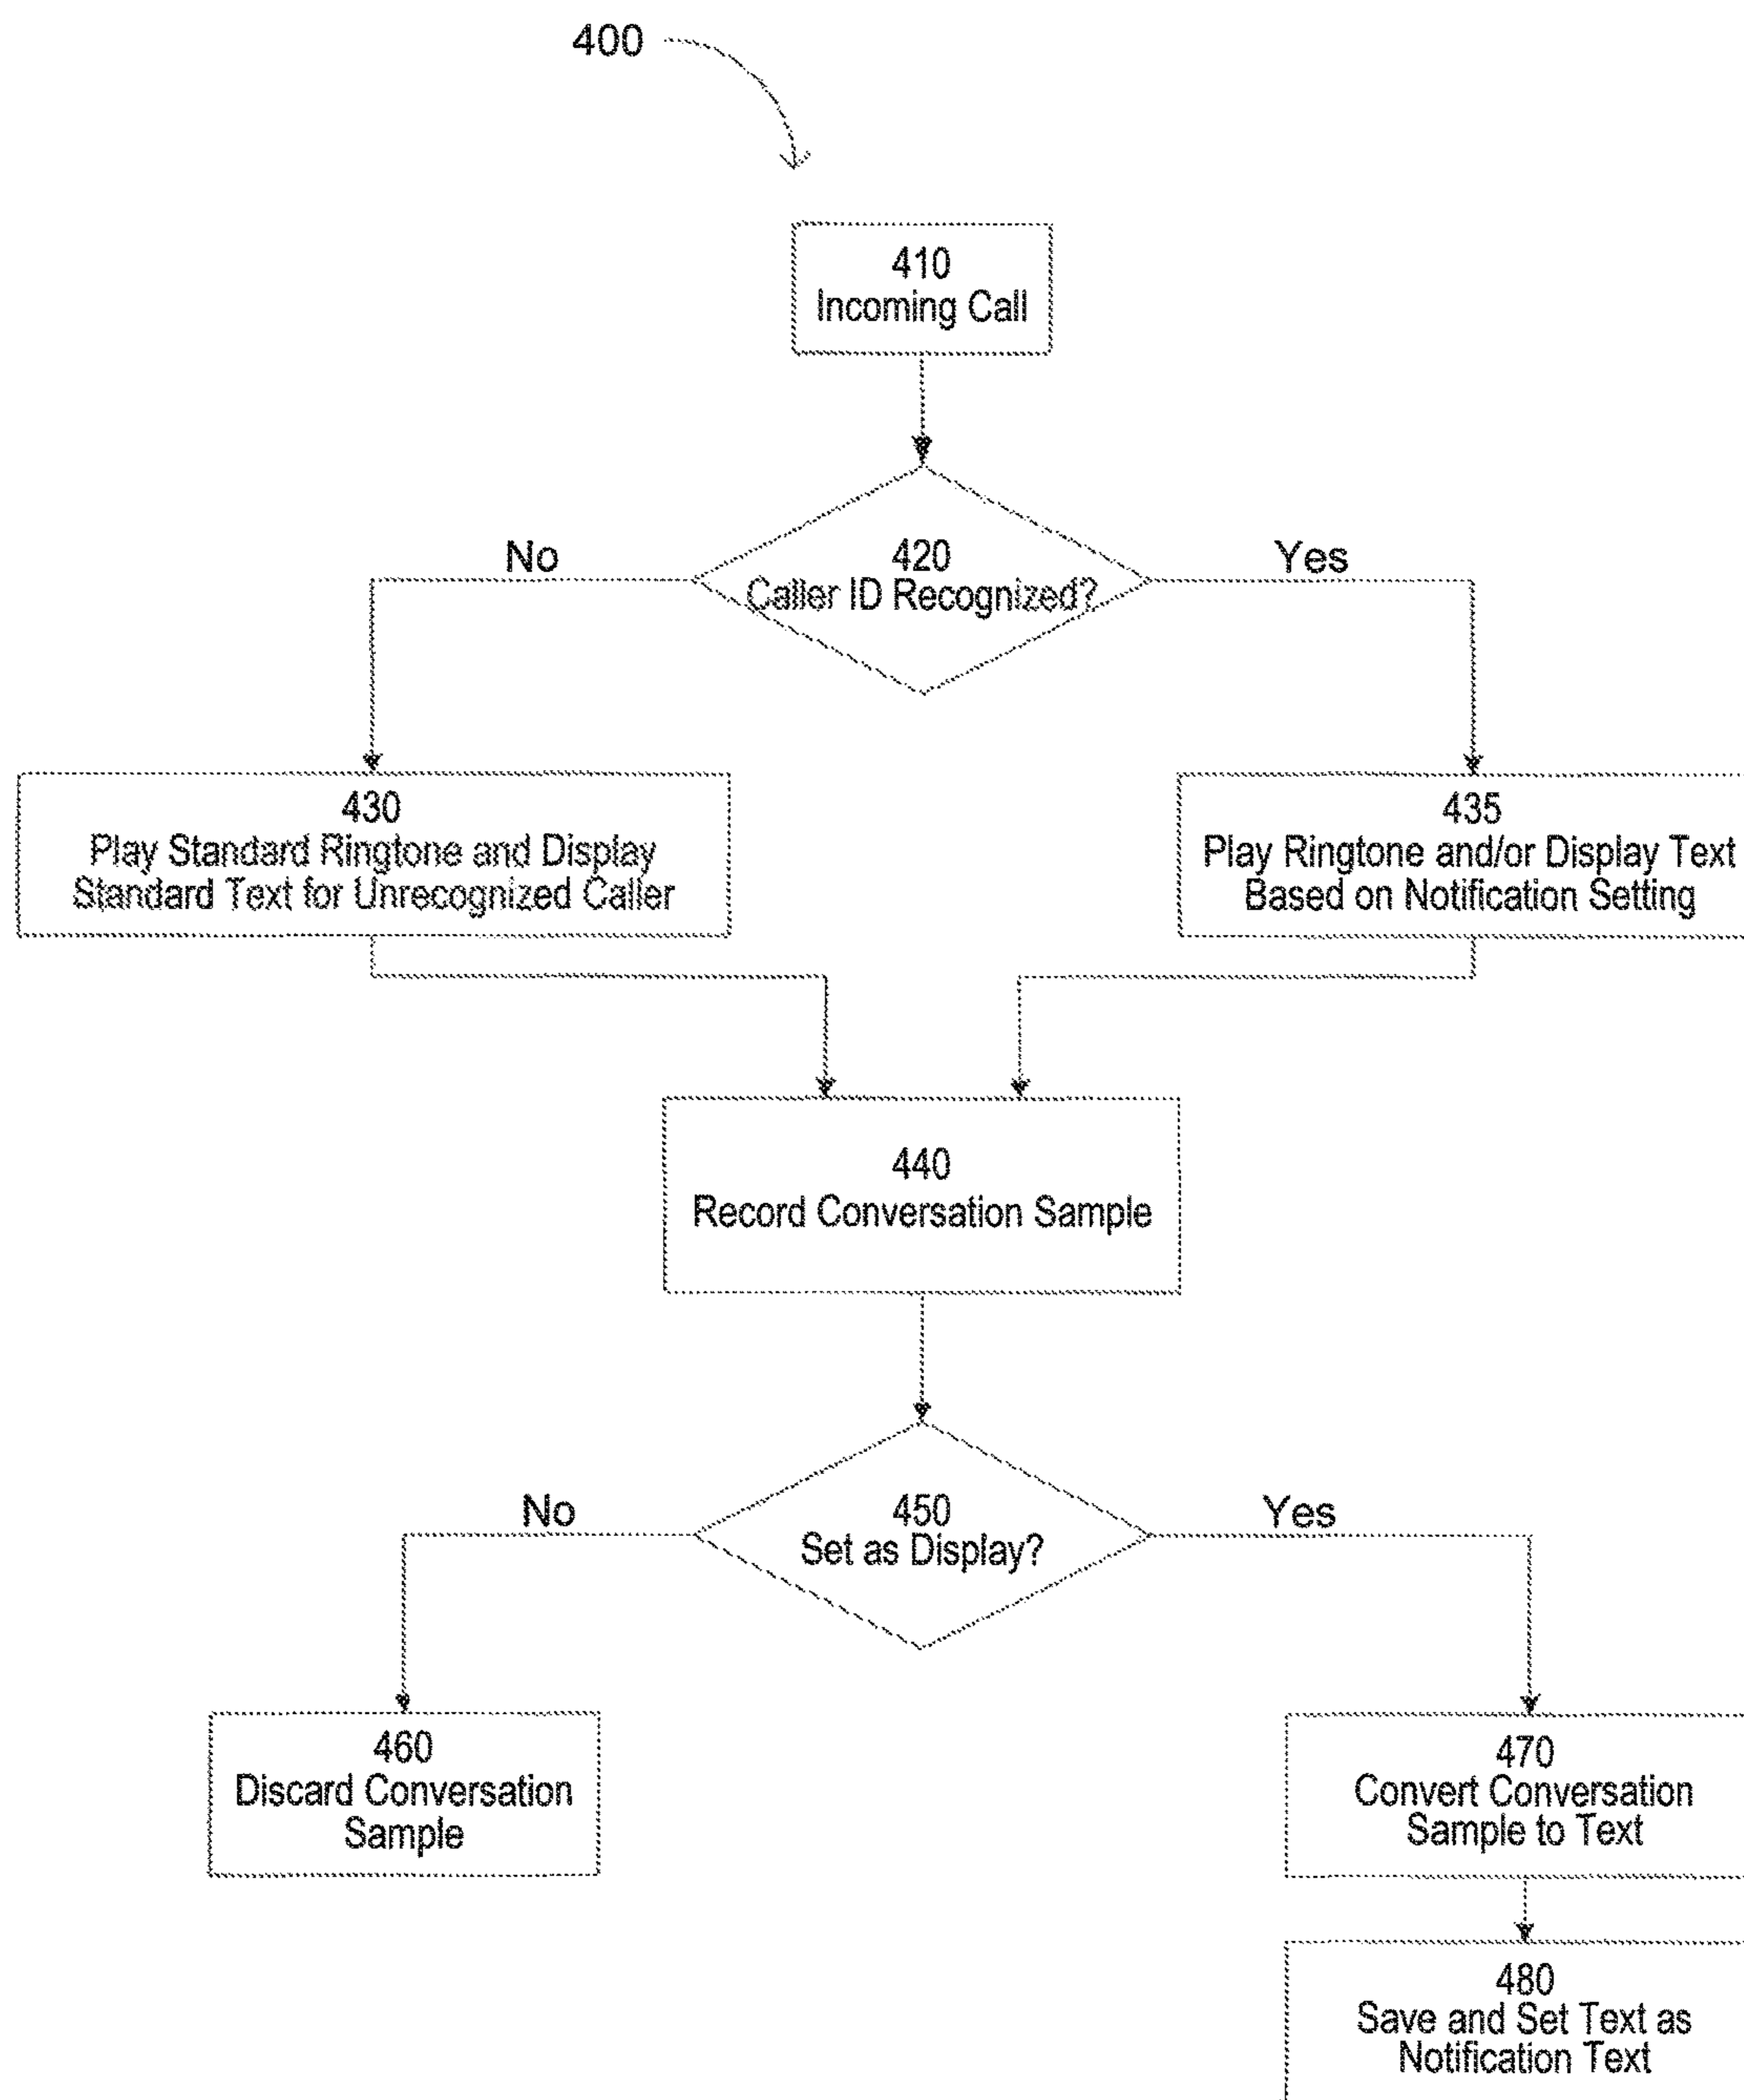 400
410
Incoming Call
420
Caller ID Recognized?
No
Yes
430
Play Standard Ringtone and Display
Standard Text for Unrecognized Caller
435
Play Ringtone and/or Display Text
Based on Notification Setting
440
Record Conversation Sample
450
Set as Display?
No
Yes
460
Discard Conversation
Sample
470
Convert Conversation
Sample to Text
480
Save and Set Text as
Notification Text